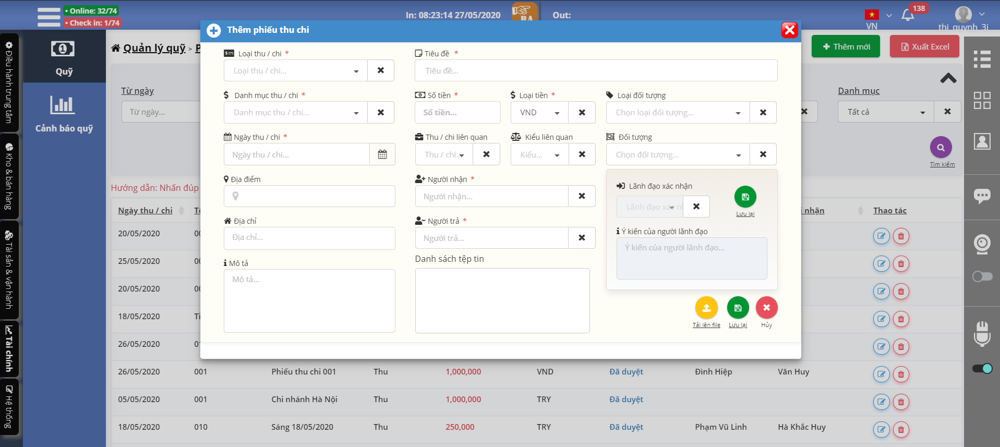 • Online: 32/74
• Check in: 1/74
In: 08:23:14 27/05/2020
BA
Out:
VN
138
thi_quynh_3i
Điều hành trung tâm
Kho & bán hàng
Tài sản & vận hành
Tài chính
Hệ thống
Quỹ
Cảnh báo quỹ
Quản lý quỹ > P
Thêm mới
Xuất Excel
Từ ngày
Từ ngày...
Danh mục
Tất cả
Tìm kiếm
Hướng dẫn: Nhấn đúp
Thêm phiếu thu chi
Loại thu / chi *
Loại thu / chi...
Tiêu đề *
Tiêu đề...
Danh mục thu / chi *
Danh mục thu / chi...
Số tiền *
Số tiền...
Loại tiền *
VND
Loại đối tượng
Chọn loại đối tượng...
Ngày thu / chi *
Ngày thu / chi...
Thu / chi liên quan
Thu / chi...
Kiểu liên quan
Kiểu...
Đối tượng
Chọn đối tượng...
Địa điểm
Người nhận *
Người nhận...
Lãnh đạo xác nhận
Lãnh đạo xác nh
Lưu lại
Địa chỉ
Địa chỉ...
Người trả *
Người trả...
Ý kiến của người lãnh đạo
Ý kiến của người lãnh đạo...
Mô tả
Mô tả...
Danh sách tệp tin
Tải lên file
Lưu lại
Hủy
Ngày thu / chi
nhận
Thao tác
20/05/2020
25/05/2020
20/05/2020
18/05/2020
26/05/2020
26/05/2020 001 Phiếu thu chi 001 Thu 1,000,000 VND Đã duyệt Đình Hiệp Văn Huy
05/05/2020 001 Chi nhánh Hà Nội Thu 1,000,000 TRY Đã duyệt
18/05/2020 010 Sáng 18/05/2020 Thu 250,000 TRY Đã duyệt Phạm Vũ Linh Hà Khắc Huy